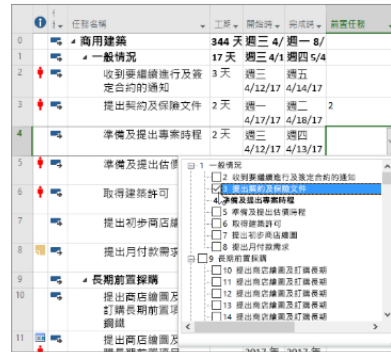 任務名稱 工期 開始時 完成時 前置任務
0 商用建築 344 天 週三 4/ 週一 8/
1 一般情況 17 天 週三 4/1 週四 5/4
2 收到要繼續進行及簽 3 天 週三 週五
定合約的通知 4/12/17 4/14/17
3 提出契約及保險文件 2 天 週一 週二 2
4/17/17 4/18/17
4 準備及提出專案時程 2 天 週三 週四
4/12/17 4/13/17
5 準備及提出估價
6 取得建築許可
7 提出初步商店繪
8 提出月付款需求
9 長期前置採購
10 提出商店繪圖及
訂購長期前置項
鋼鐵
11 提出商店繪圖及
1 一般情況
2 收到要繼續進行及簽定合約的通知
3 提出契約及保險文件
4 準備及提出專案時程
5 準備及提出估價時程
6 取得建築許可
7 提出初步商店繪圖
8 提出月付款需求
9 長期前置採購
10 提出商店繪圖及訂購長期
11 提出商店繪圖及訂購長期
12 提出商店繪圖及訂購長期
13 提出商店繪圖及訂購長期
14 提出商店繪圖及訂購長期